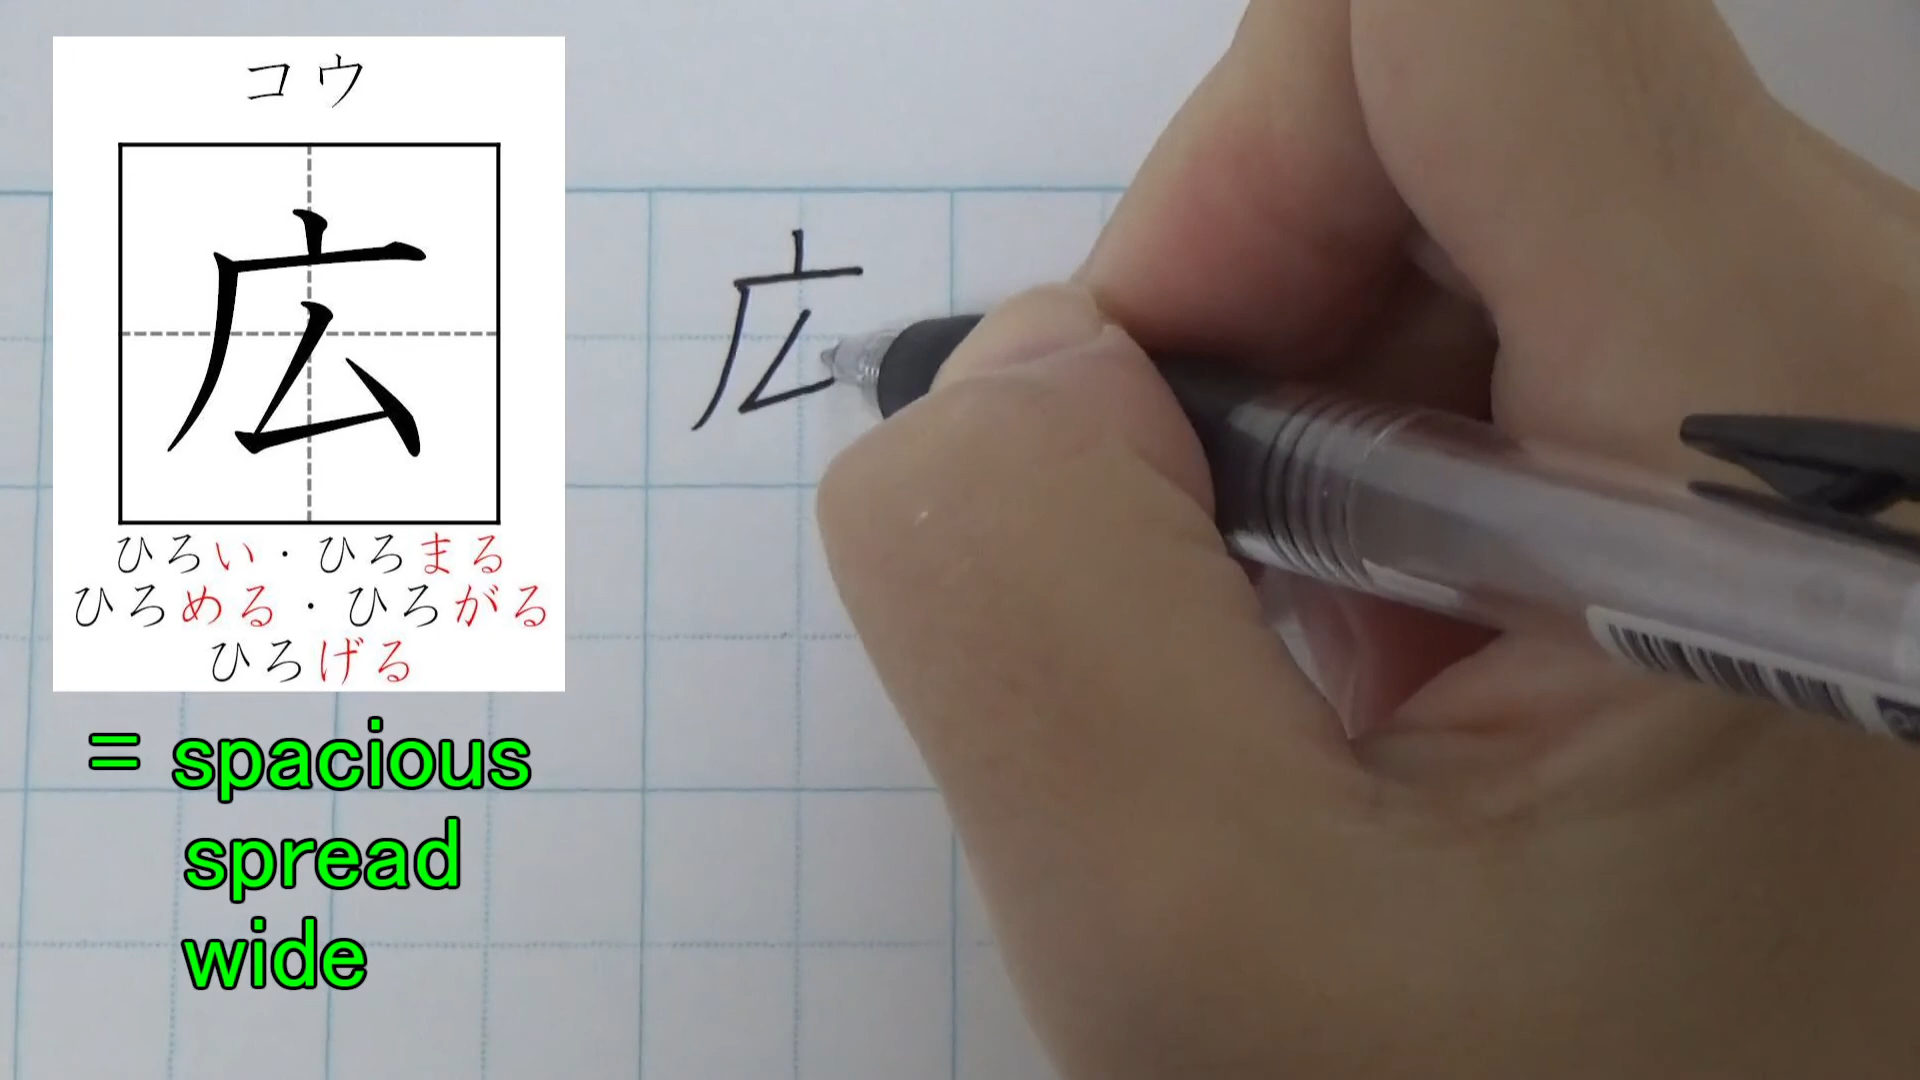 コウ
広
ひろい・ひろまる
ひろめる・ひろがる
ひろげる
= spacious
spread
wide
広